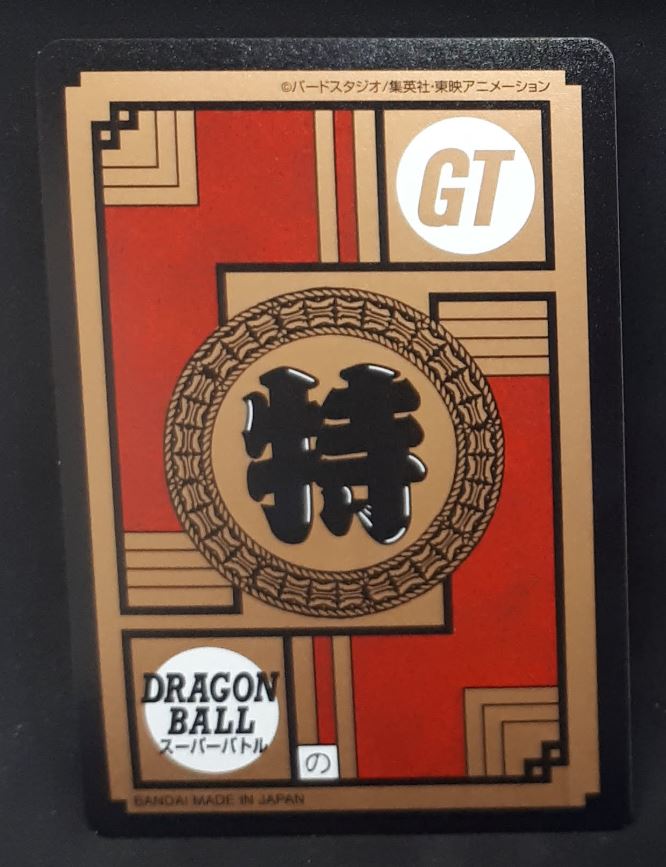 ©バードスタジオ/集英社・東映アニメーション
GT
特
DRAGON
BALL
スーパーバトル
の
BANDAI MADE IN JAPAN